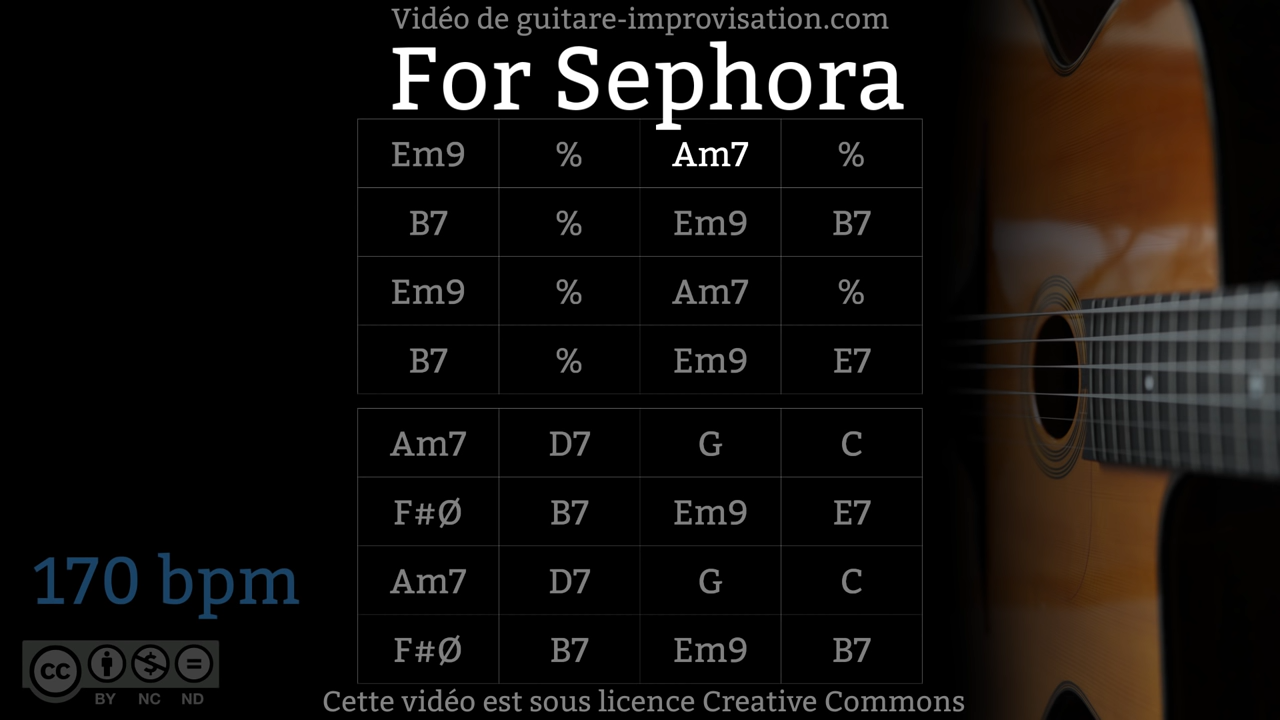 Vidéo de guitare-improvisation.com
For Sephora
Em9 % Am7 %
B7 % Em9 B7
Em9 % Am7 %
B7 % Em9 E7
Am7 D7 G C
F#Ø B7 Em9 E7
Am7 D7 G C
F#Ø B7 Em9 B7
170 bpm
cc
BY NC ND
Cette vidéo est sous licence Creative Commons